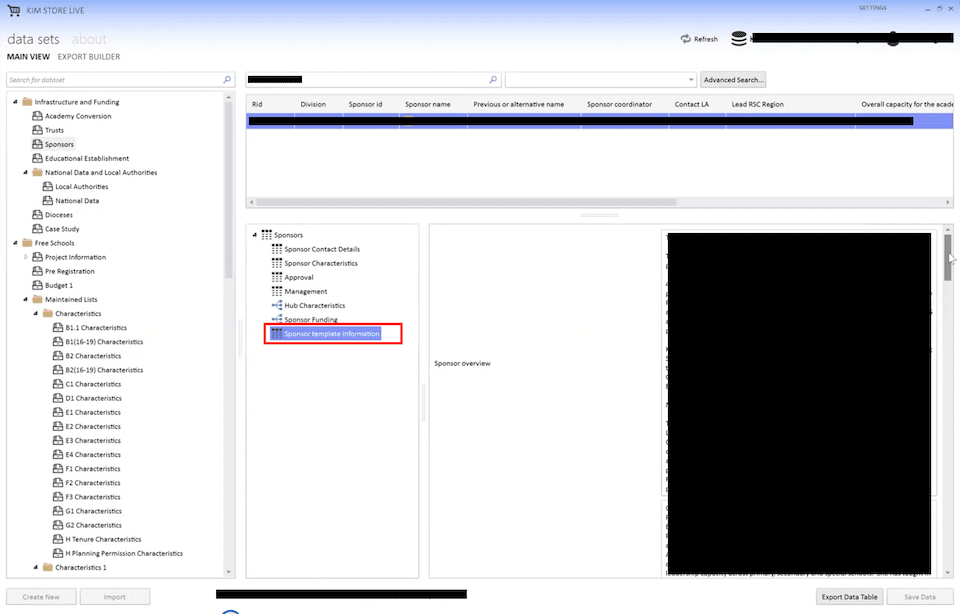 KIM STORE LIVE
SETTINGS
data sets about
Refresh
MAIN VIEW EXPORT BUILDER
Search for dataset
Advanced Search...
Infrastructure and Funding
Academy Conversion
Trusts
Sponsors
Educational Establishment
National Data and Local Authorities
Local Authorities
National Data
Dioceses
Case Study
Free Schools
Project Information
Pre Registration
Budget 1
Maintained Lists
Characteristics
B1.1 Characteristics
B1(16-19) Characteristics
B2 Characteristics
B2(16-19) Characteristics
C1 Characteristics
D1 Characteristics
E1 Characteristics
E2 Characteristics
E3 Characteristics
E4 Characteristics
F1 Characteristics
F2 Characteristics
F3 Characteristics
G1 Characteristics
G2 Characteristics
H Tenure Characteristics
H Planning Permission Characteristics
Characteristics 1
Rid Division Sponsor id Sponsor name Previous or alternative name Sponsor coordinator Contact LA Lead RSC Region Overall capacity for the acade
Sponsors
Sponsor Contact Details
Sponsor Characteristics
Approval
Management
Hub Characteristics
Sponsor Funding
Sponsor template Information
Sponsor overview
Create New Import
Export Data Table Save Data